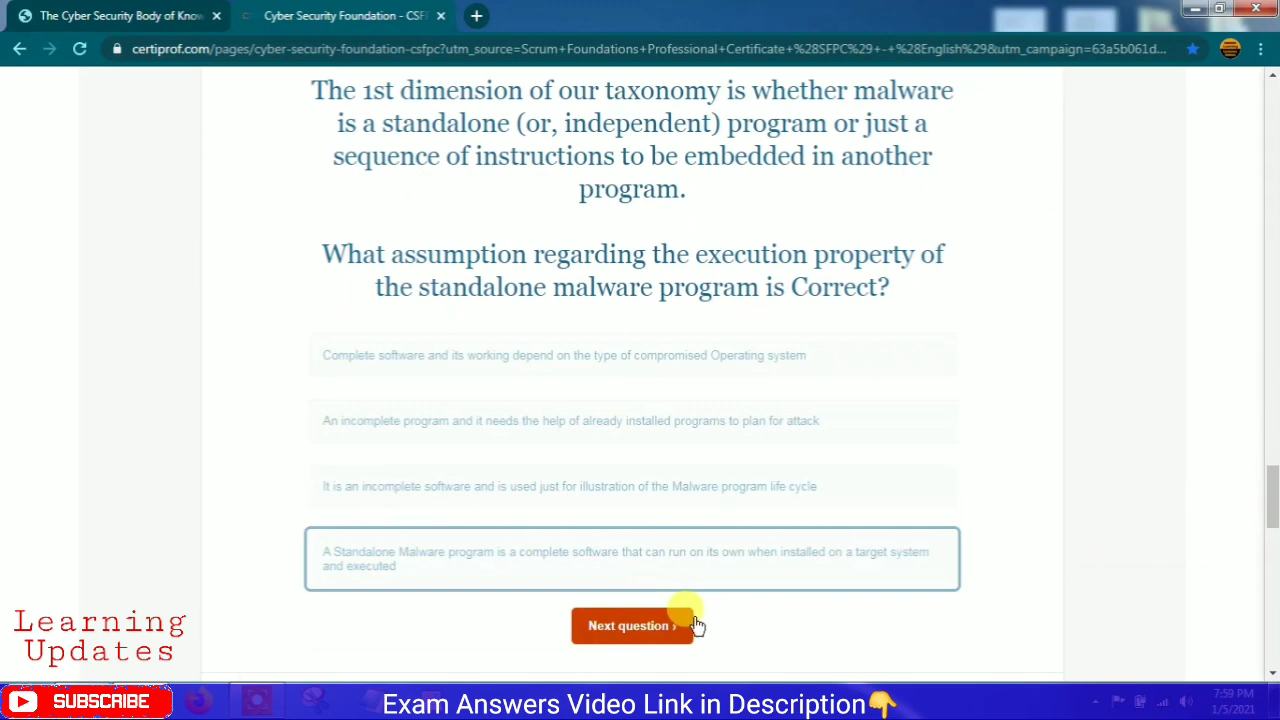 The Cyber Security Body of Know
Cyber Security Foundation - CSFP
certiprof.com/pages/cyber-security-foundation-csfpc?utm_source=Scrum+Foundations+Professional+Certificate+%28SFPC%29+-+%28English%29&utm_campaign=63a5b061d...
The 1st dimension of our taxonomy is whether malware
is a standalone (or, independent) program or just a
sequence of instructions to be embedded in another
program.
What assumption regarding the execution property of
the standalone malware program is Correct?
Complete software and its working depend on the type of compromised Operating system
An incomplete program and it needs the help of already installed programs to plan for attack
It is an incomplete software and is used just for illustration of the Malware program life cycle
A Standalone Malware program is a complete software that can run on its own when installed on a target system
and executed
Next question ›
Learning
Updates
SUBSCRIBE
Exam Answers Video Link in Description👇
7:59 PM
1/5/2021